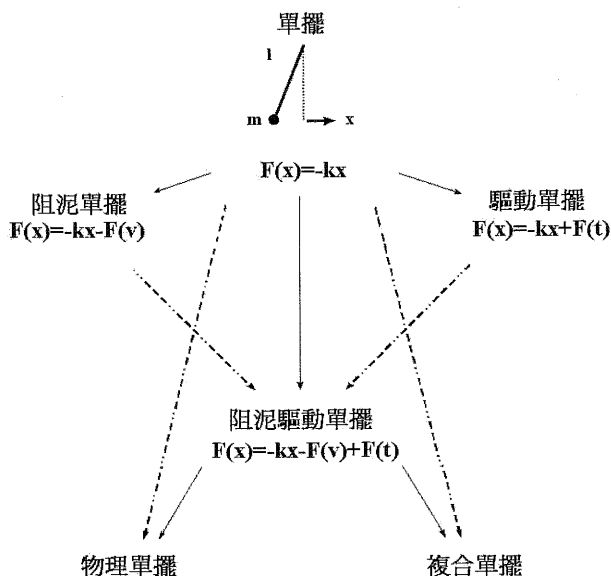 單擺
l
m x
F(x)=-kx
阻泥單擺
F(x)=-kx-F(v)
驅動單擺
F(x)=-kx+F(t)
阻泥驅動單擺
F(x)=-kx-F(v)+F(t)
物理單擺
複合單擺